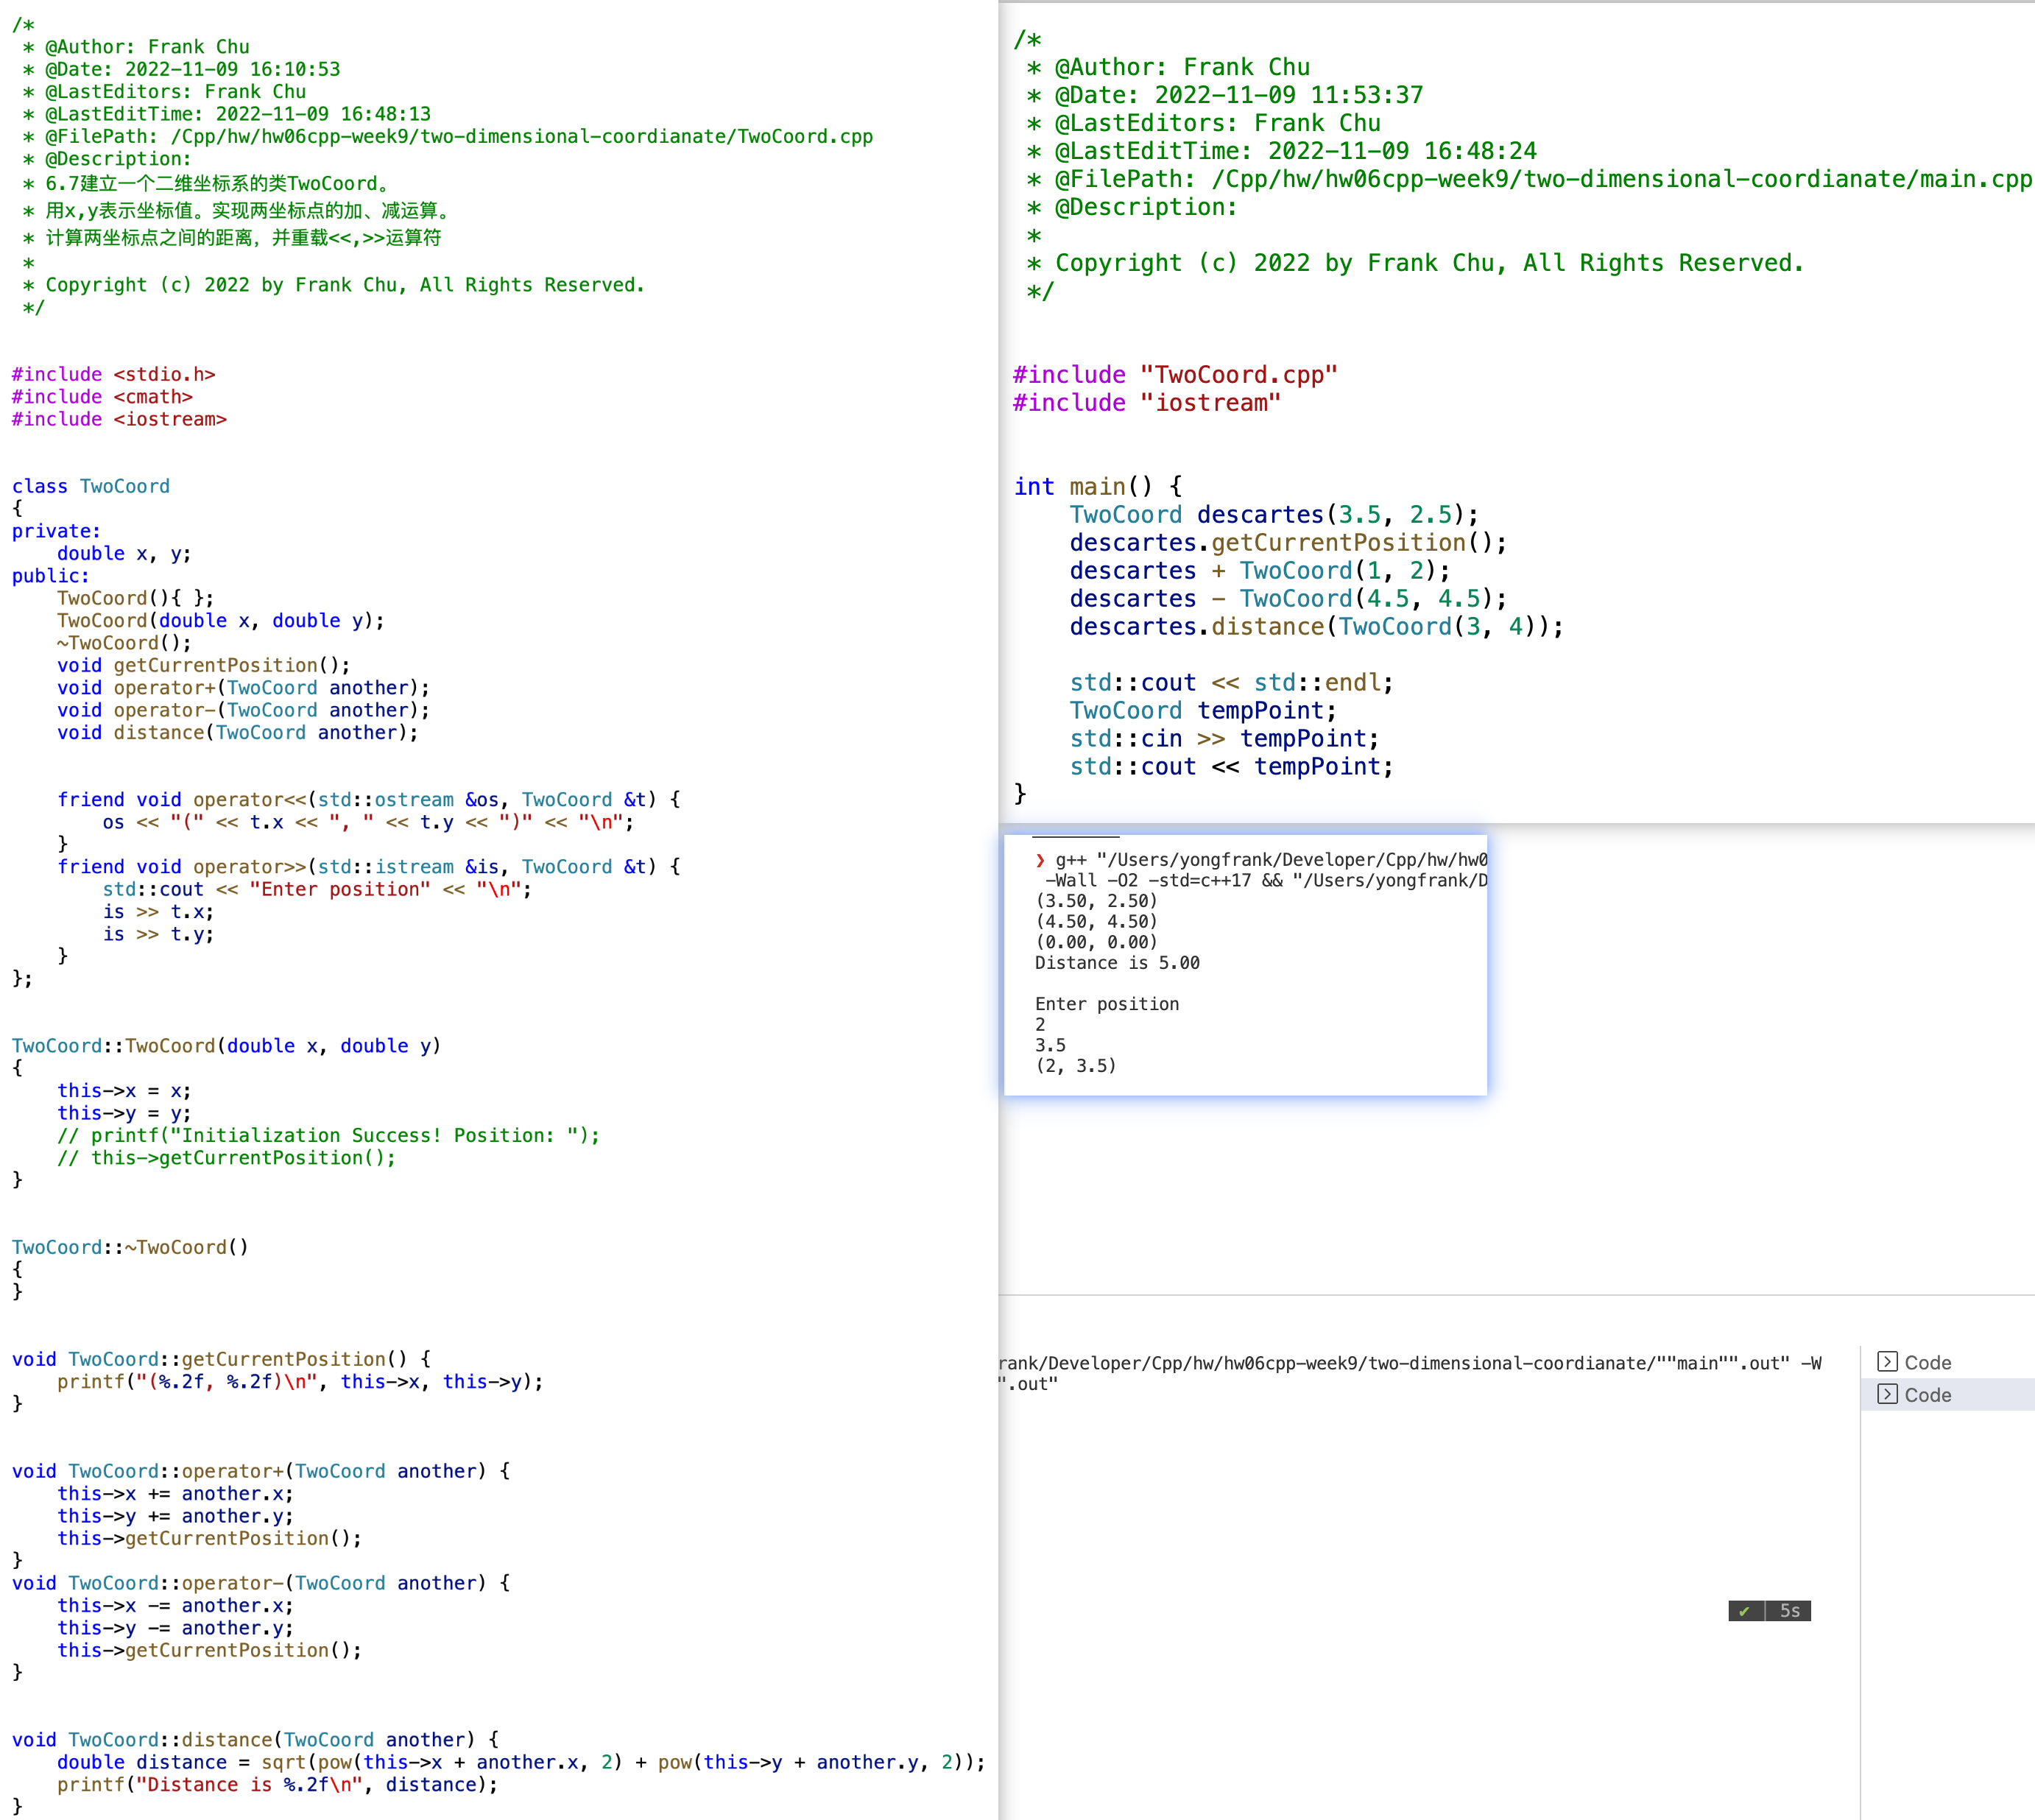 /*
 * @Author: Frank Chu
 * @Date: 2022-11-09 16:10:53
 * @LastEditors: Frank Chu
 * @LastEditTime: 2022-11-09 16:48:13
 * @FilePath: /Cpp/hw/hw06cpp-week9/two-dimensional-coordianate/TwoCoord.cpp
 * @Description:
 * 6.7建立一个二维坐标系的类TwoCoord。
 * 用x,y表示坐标值。实现两坐标点的加、减运算。
 * 计算两坐标点之间的距离，并重载<<,>>运算符
 *
 * Copyright (c) 2022 by Frank Chu, All Rights Reserved.
 */
#include <stdio.h>
#include <cmath>
#include <iostream>
class TwoCoord
{
private:
    double x, y;
public:
    TwoCoord(){ };
    TwoCoord(double x, double y);
    ~TwoCoord();
    void getCurrentPosition();
    void operator+(TwoCoord another);
    void operator-(TwoCoord another);
    void distance(TwoCoord another);
    friend void operator<<(std::ostream &os, TwoCoord &t) {
        os << "(" << t.x << ", " << t.y << ")" << "\n";
    }
    friend void operator>>(std::istream &is, TwoCoord &t) {
        std::cout << "Enter position" << "\n";
        is >> t.x;
        is >> t.y;
    }
};
TwoCoord::TwoCoord(double x, double y)
{
    this->x = x;
    this->y = y;
    // printf("Initialization Success! Position: ");
    // this->getCurrentPosition();
}
TwoCoord::~TwoCoord()
{
}
void TwoCoord::getCurrentPosition() {
    printf("(%.2f, %.2f)\n", this->x, this->y);
}
void TwoCoord::operator+(TwoCoord another) {
    this->x += another.x;
    this->y += another.y;
    this->getCurrentPosition();
}
void TwoCoord::operator-(TwoCoord another) {
    this->x -= another.x;
    this->y -= another.y;
    this->getCurrentPosition();
}
void TwoCoord::distance(TwoCoord another) {
    double distance = sqrt(pow(this->x + another.x, 2) + pow(this->y + another.y, 2));
    printf("Distance is %.2f\n", distance);
}
/*
 * @Author: Frank Chu
 * @Date: 2022-11-09 11:53:37
 * @LastEditors: Frank Chu
 * @LastEditTime: 2022-11-09 16:48:24
 * @FilePath: /Cpp/hw/hw06cpp-week9/two-dimensional-coordianate/main.cpp
 * @Description:
 *
 * Copyright (c) 2022 by Frank Chu, All Rights Reserved.
 */
#include "TwoCoord.cpp"
#include "iostream"
int main() {
    TwoCoord descartes(3.5, 2.5);
    descartes.getCurrentPosition();
    descartes + TwoCoord(1, 2);
    descartes - TwoCoord(4.5, 4.5);
    descartes.distance(TwoCoord(3, 4));
    std::cout << std::endl;
    TwoCoord tempPoint;
    std::cin >> tempPoint;
    std::cout << tempPoint;
}
❯ g++ "/Users/yongfrank/Developer/Cpp/hw/hw0
 -Wall -O2 -std=c++17 && "/Users/yongfrank/D
(3.50, 2.50)
(4.50, 4.50)
(0.00, 0.00)
Distance is 5.00
Enter position
2
3.5
(2, 3.5)
rank/Developer/Cpp/hw/hw06cpp-week9/two-dimensional-coordianate/""main"".out" -W
".out"
Code
Code
✔ 5s